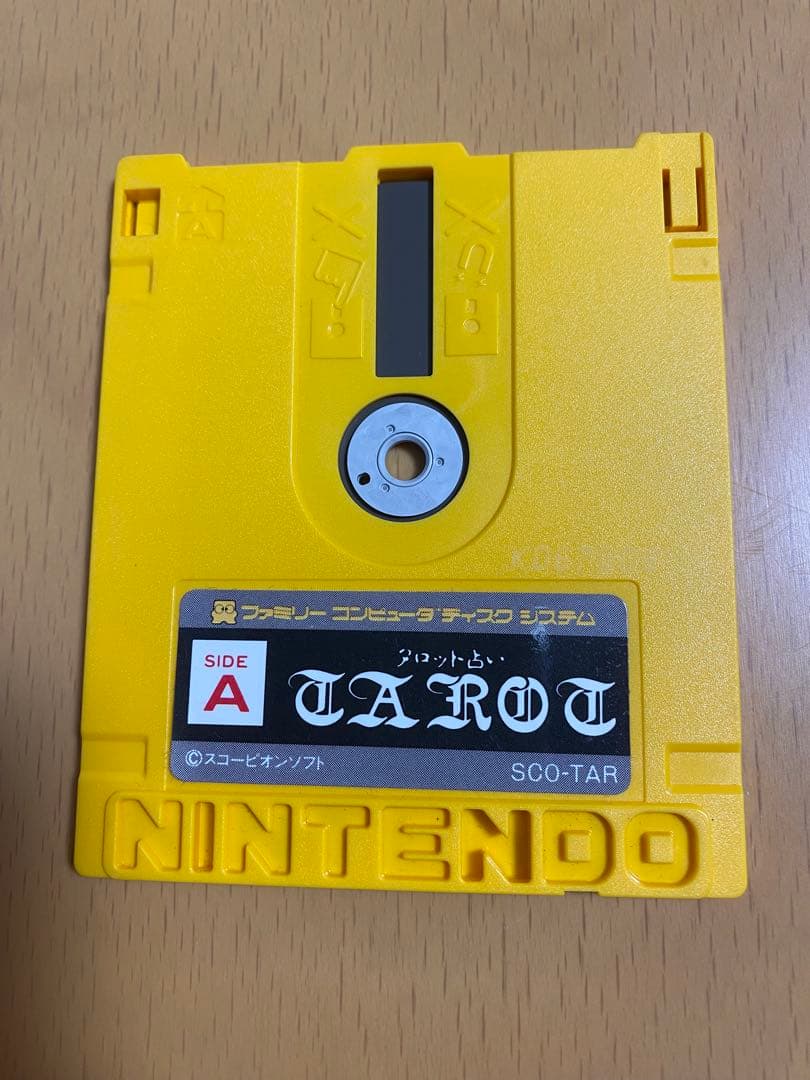 ファミリー コンピュータ ディスク システム
SIDE
A
タロット占い
TAROT
©スコーピオンソフト
SCO-TAR
NINTENDO